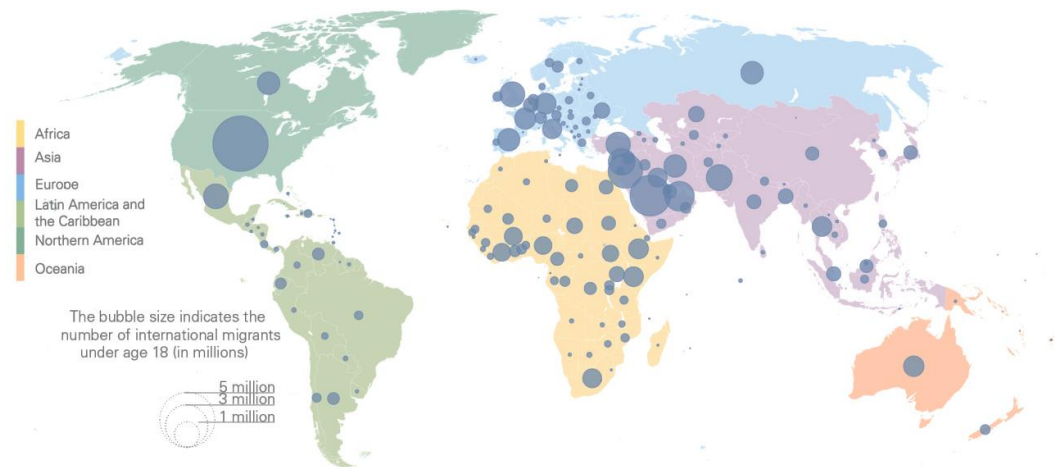 Africa
Asia
Europe
Latin America and
the Caribbean
Northern America
Oceania
The bubble size indicates the
number of international migrants
under age 18 (in millions)
5 million
3 million
1 million